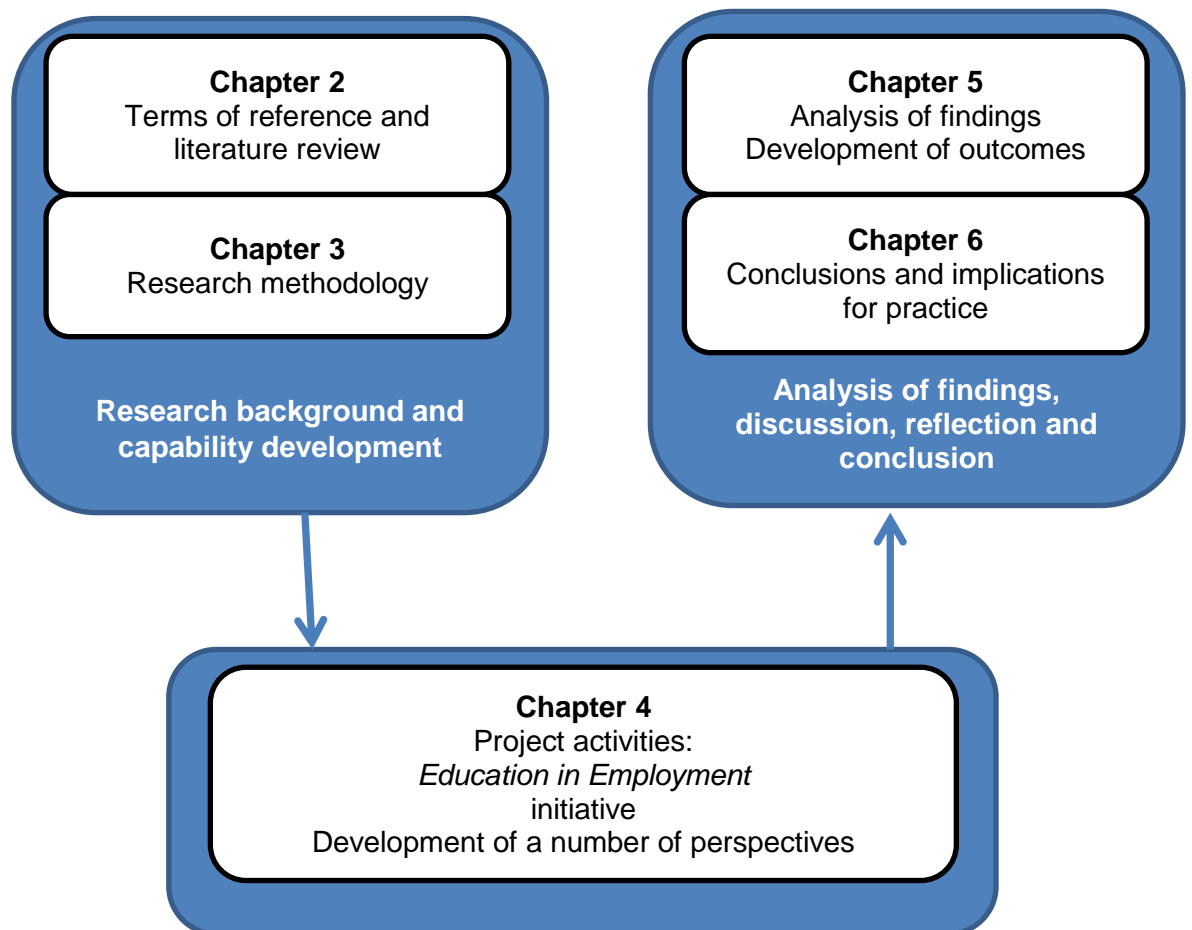 Chapter 2
Terms of reference and
literature review
Chapter 3
Research methodology
Research background and
capability development
Chapter 5
Analysis of findings
Development of outcomes
Chapter 6
Conclusions and implications
for practice
Analysis of findings,
discussion, reflection and
conclusion
Chapter 4
Project activities:
Education in Employment
initiative
Development of a number of perspectives